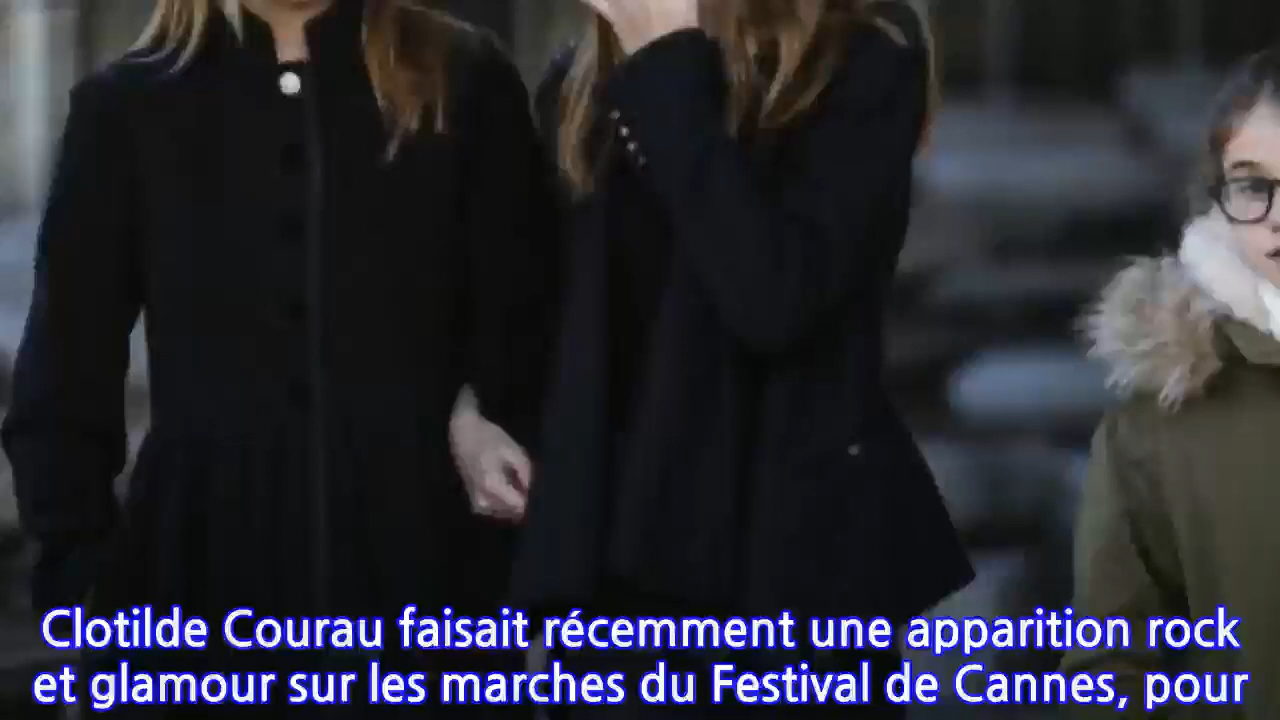 Clotilde Courau faisait récemment une apparition rock
et glamour sur les marches du Festival de Cannes, pour